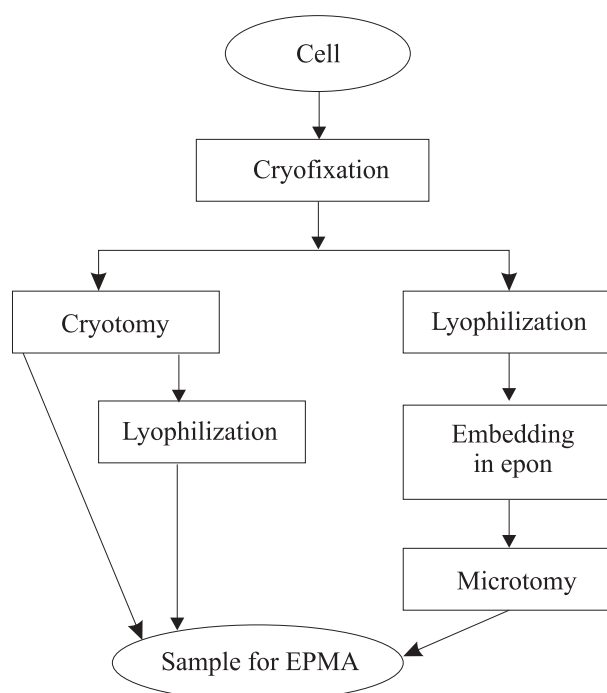 Cell
Cryofixation
Cryotomy
Lyophilization
Lyophilization
Embedding
in epon
Microtomy
Sample for EPMA